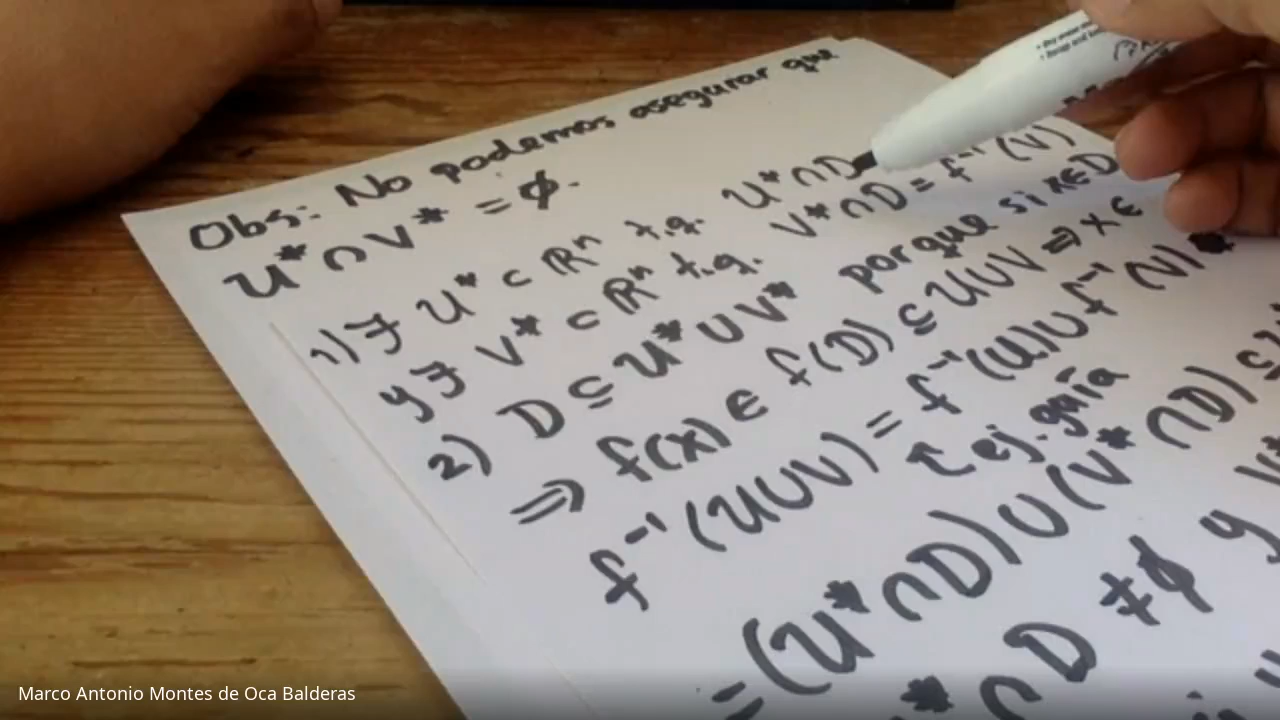 Obs: No podemos asegurar que
U* ∩ V* = ∅.
1) ∃ U* ⊂ ℝⁿ t.q. U* ∩ D
y ∃ V* ⊂ ℝⁿ t.q. V* ∩ D = f⁻¹(V)
2) D ⊆ U* ∪ V* porque si x ∈ D
⇒ f(x) ∈ f(D) ⊆ U ∪ V ⇒ x ∈
f⁻¹(U ∪ V) = f⁻¹(U) ∪ f⁻¹(V)
↑ ej. guía
= (U* ∩ D) ∪ (V* ∩ D) ⊆
* ∩ D ≠ ∅ y V*
Marco Antonio Montes de Oca Balderas